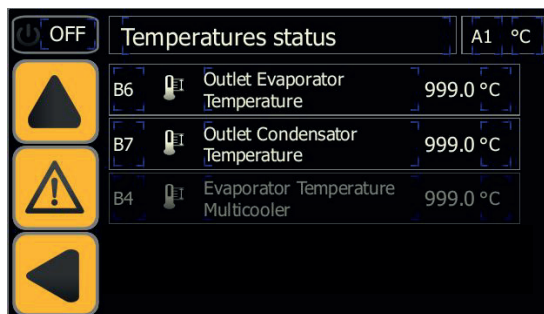 OFF Temperatures status A1 °C
B6 Outlet Evaporator Temperature 999.0 °C
B7 Outlet Condensator Temperature 999.0 °C
B4 Evaporator Temperature Multicooler 999.0 °C